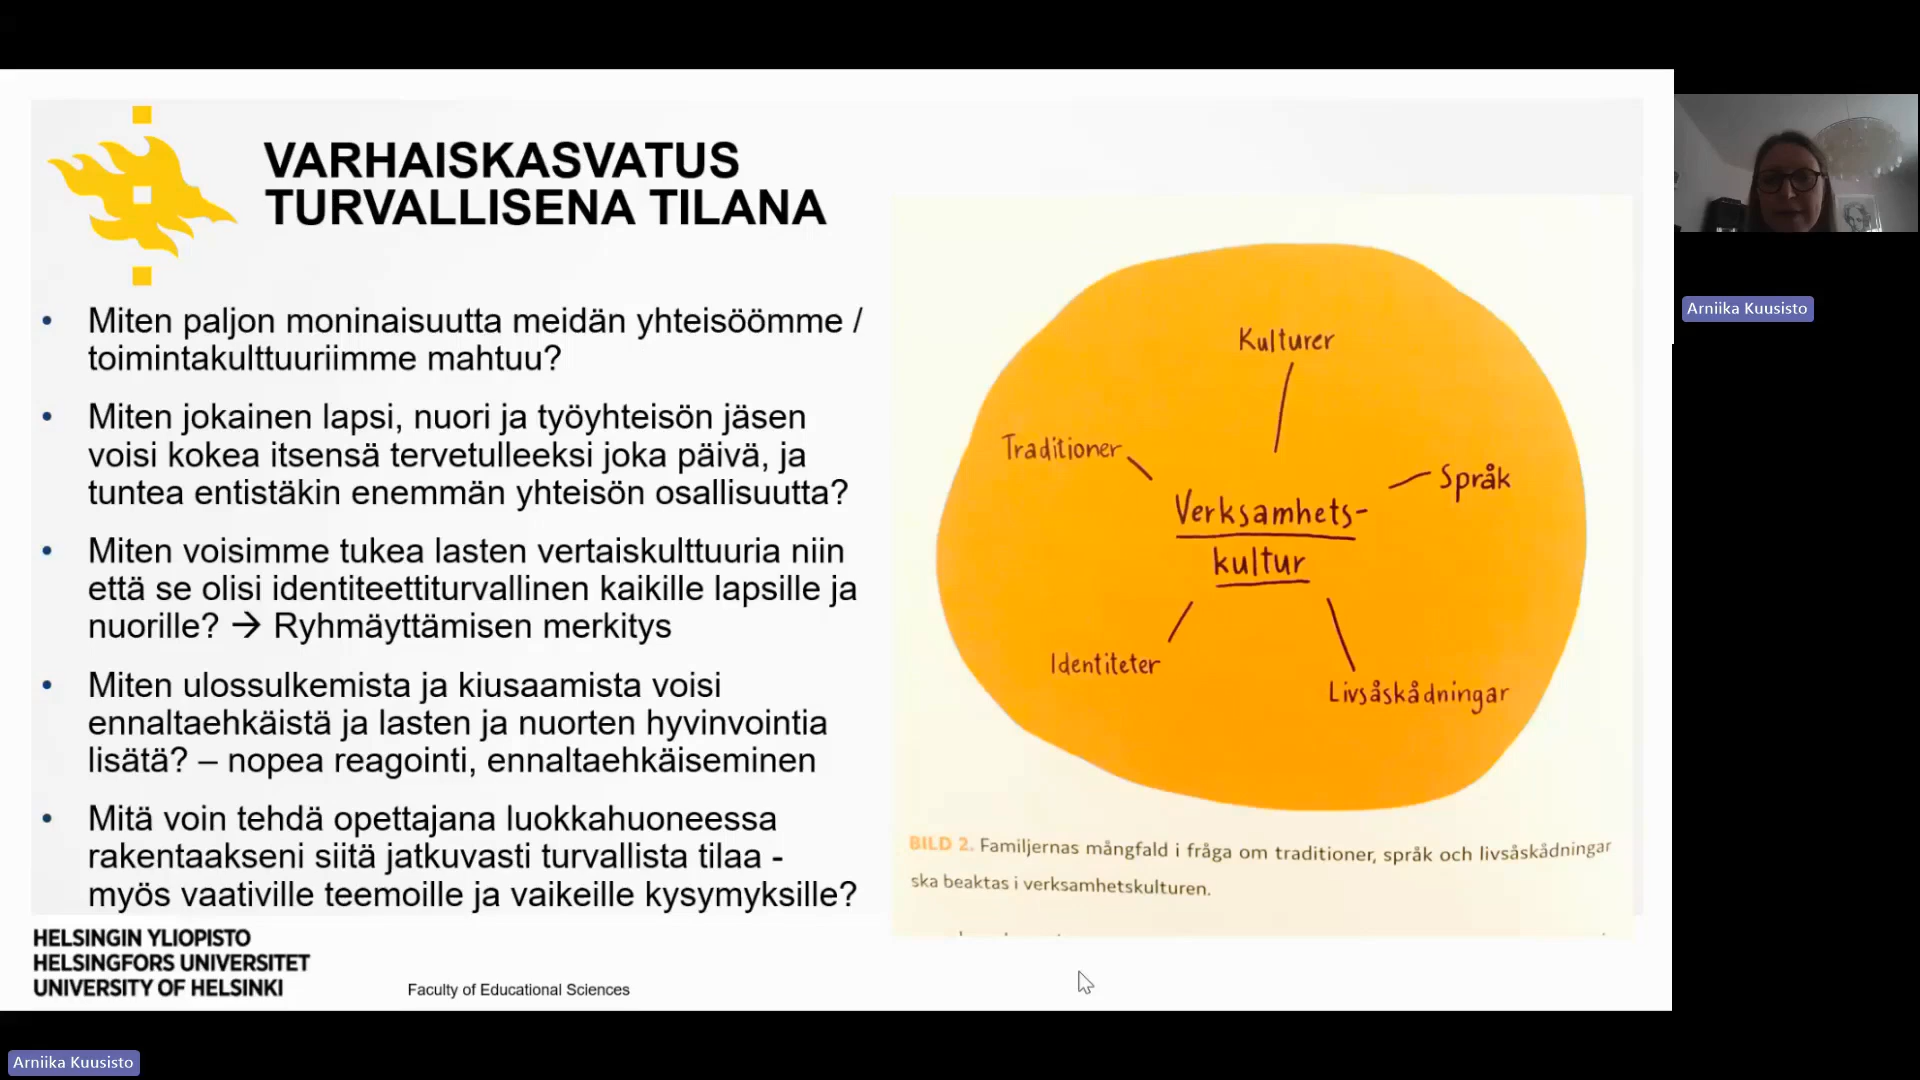 VARHAISKASVATUS
TURVALLISENA TILANA
• Miten paljon moninaisuutta meidän yhteisöömme /
toimintakulttuuriimme mahtuu?
• Miten jokainen lapsi, nuori ja työyhteisön jäsen
voisi kokea itsensä tervetulleeksi joka päivä, ja
tuntea entistäkin enemmän yhteisön osallisuutta?
• Miten voisimme tukea lasten vertaiskulttuuria niin
että se olisi identiteettiturvallinen kaikille lapsille ja
nuorille? → Ryhmäyttämisen merkitys
• Miten ulossulkemista ja kiusaamista voisi
ennaltaehkäistä ja lasten ja nuorten hyvinvointia
lisätä? – nopea reagointi, ennaltaehkäiseminen
• Mitä voin tehdä opettajana luokkahuoneessa
rakentaakseni siitä jatkuvasti turvallista tilaa -
myös vaativille teemoille ja vaikeille kysymyksille?
Kulturer
Traditioner
Språk
Verksamhets-
kultur
Identiteter
Livsåskådningar
BILD 2. Familjernas mångfald i fråga om traditioner, språk och livsåskådningar
ska beaktas i verksamhetskulturen.
HELSINGIN YLIOPISTO
HELSINGFORS UNIVERSITET
UNIVERSITY OF HELSINKI
Faculty of Educational Sciences
Arniika Kuusisto
Arniika Kuusisto